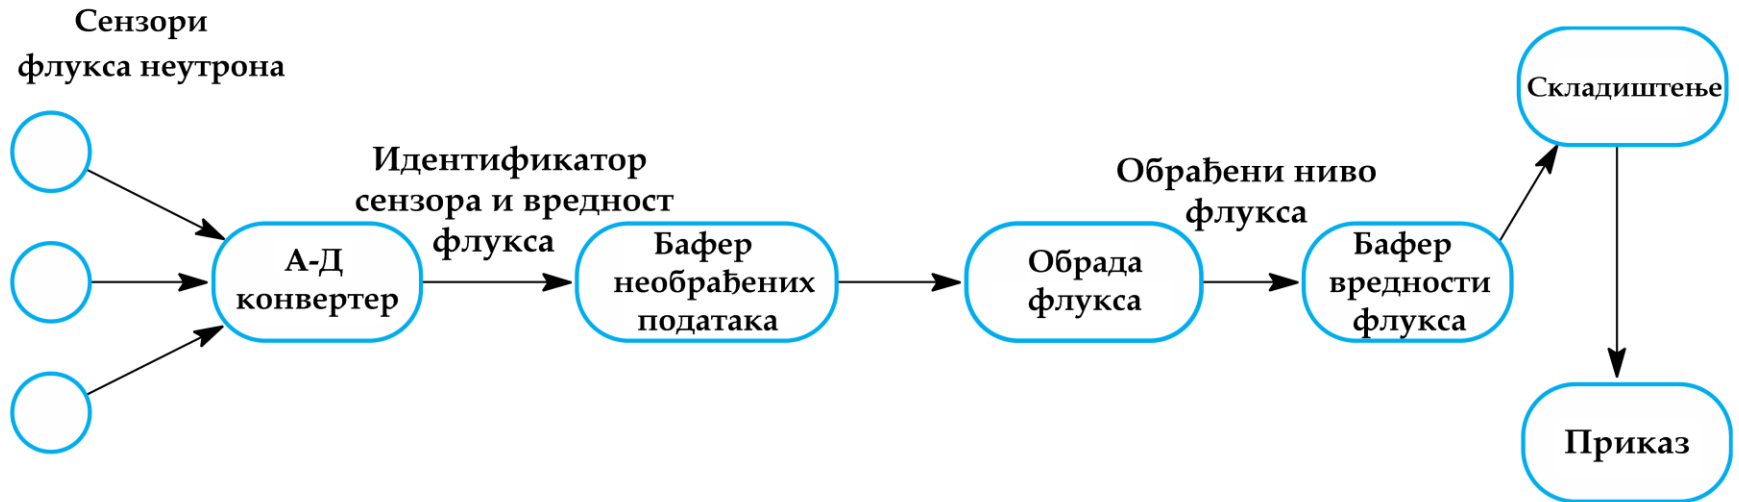 Сензори
флукса неутрона
А-Д
конвертер
Идентификатор
сензора и вредност
флукса
Бафер
необрађених
података
Обрада
флукса
Обрађени ниво
флукса
Бафер
вредности
флукса
Складиштење
Приказ